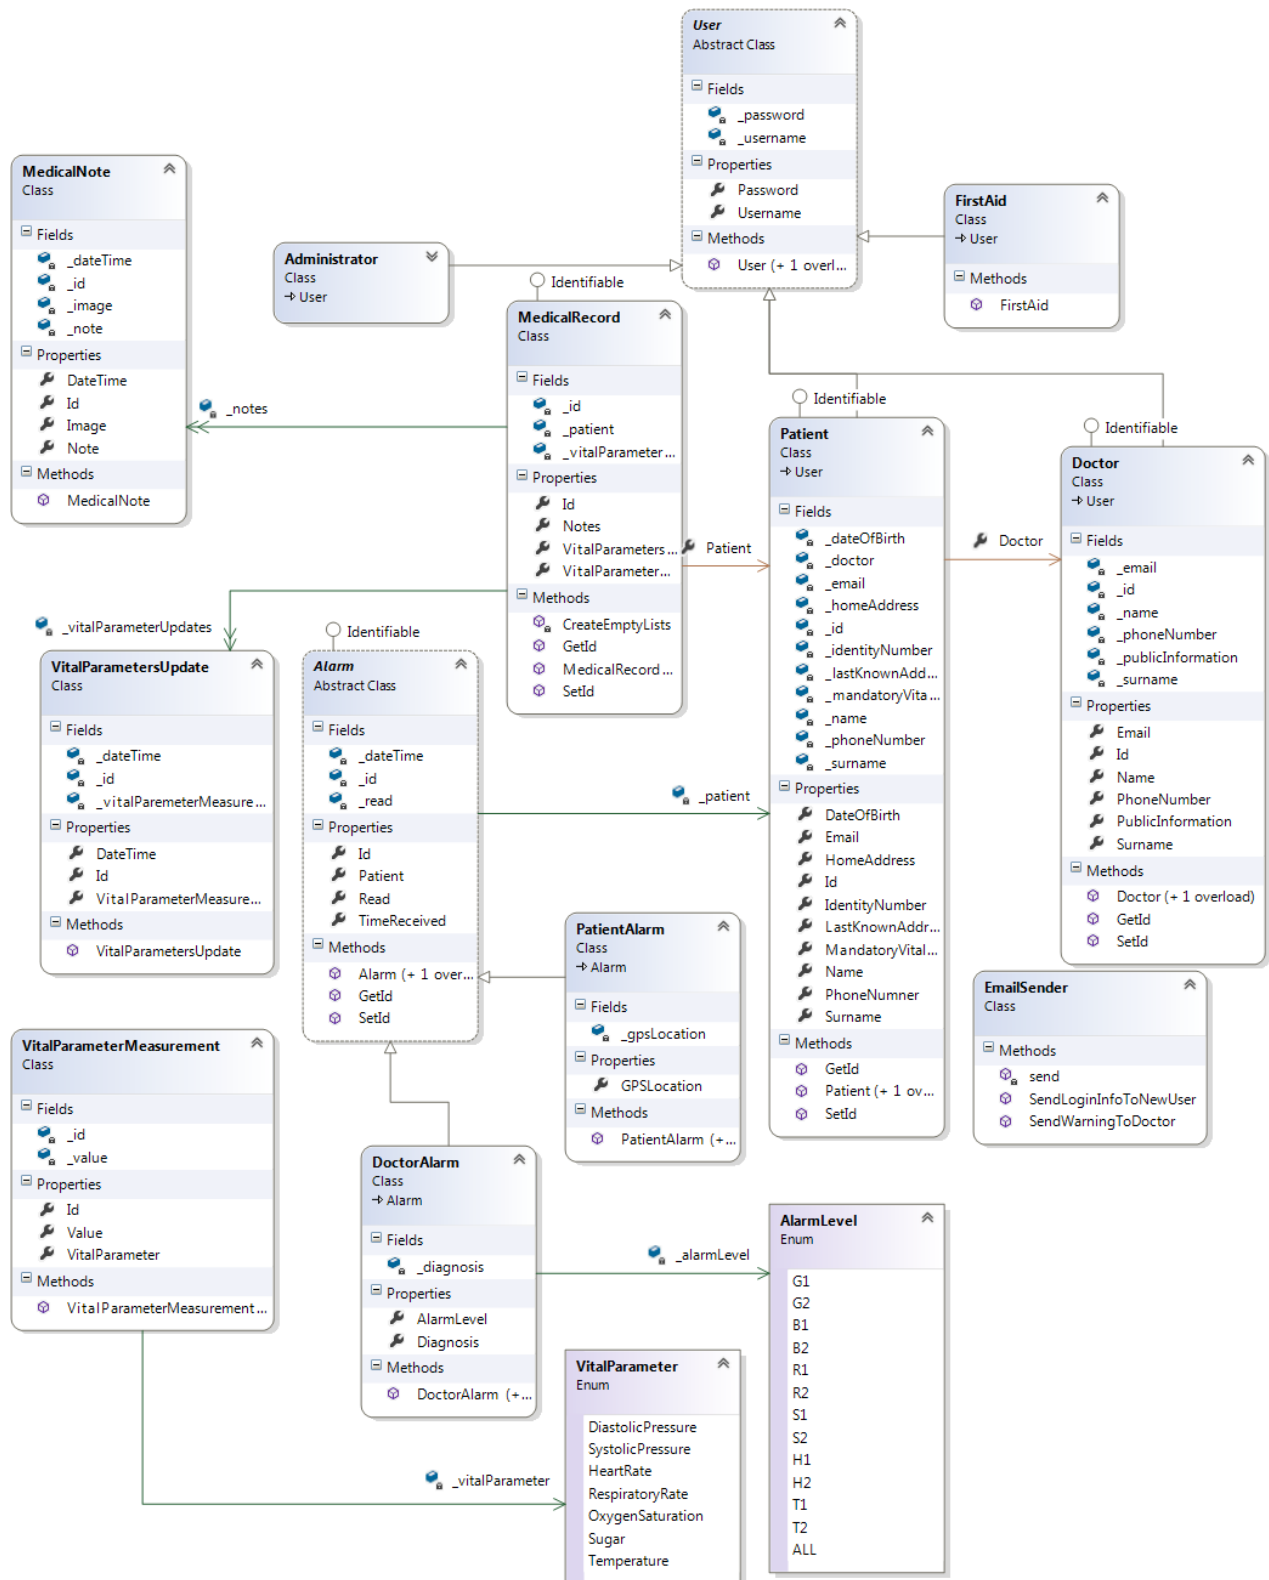 User
Abstract Class
Fields
_password
_username
Properties
Password
Username
Methods
User (+ 1 overl...
MedicalNote
Class
Fields
_dateTime
_id
_image
_note
Properties
DateTime
Id
Image
Note
Methods
MedicalNote
FirstAid
Class
User
Methods
FirstAid
Administrator
Class
User
Identifiable
MedicalRecord
Class
Fields
_id
_patient
_vitalParameter...
Properties
Id
Notes
VitalParameters...
VitalParameter...
Methods
CreateEmptyLists
GetId
MedicalRecord...
SetId
_notes
Patient
_vitalParameterUpdates
Identifiable
Patient
Class
User
Fields
_dateOfBirth
_doctor
_email
_homeAddress
_id
_identityNumber
_lastKnownAdd...
_mandatoryVita...
_name
_phoneNumber
_surname
Properties
DateOfBirth
Email
HomeAddress
Id
IdentityNumber
LastKnownAddr...
MandatoryVital...
Name
PhoneNumner
Surname
Methods
GetId
Patient (+ 1 ov...
SetId
Doctor
Identifiable
Doctor
Class
User
Fields
_email
_id
_name
_phoneNumber
_publicInformation
_surname
Properties
Email
Id
Name
PhoneNumber
PublicInformation
Surname
Methods
Doctor (+ 1 overload)
GetId
SetId
VitalParametersUpdate
Class
Fields
_dateTime
_id
_vitalParemeterMeasure...
Properties
DateTime
Id
VitalParameterMeasure...
Methods
VitalParametersUpdate
Identifiable
Alarm
Abstract Class
Fields
_dateTime
_id
_read
Properties
Id
Patient
Read
TimeReceived
Methods
Alarm (+ 1 over...
GetId
SetId
_patient
PatientAlarm
Class
Alarm
Fields
_gpsLocation
Properties
GPSLocation
Methods
PatientAlarm (+...
EmailSender
Class
Methods
send
SendLoginInfoToNewUser
SendWarningToDoctor
VitalParameterMeasurement
Class
Fields
_id
_value
Properties
Id
Value
VitalParameter
Methods
VitalParameterMeasurement...
DoctorAlarm
Class
Alarm
Fields
_diagnosis
Properties
AlarmLevel
Diagnosis
Methods
DoctorAlarm (+...
_alarmLevel
AlarmLevel
Enum
G1
G2
B1
B2
R1
R2
S1
S2
H1
H2
T1
T2
ALL
_vitalParameter
VitalParameter
Enum
DiastolicPressure
SystolicPressure
HeartRate
RespiratoryRate
OxygenSaturation
Sugar
Temperature